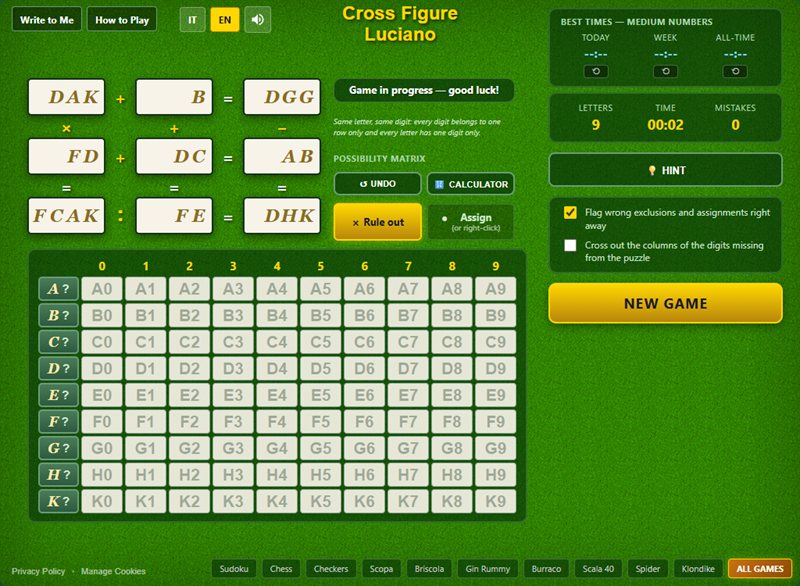 Write to Me How to Play IT EN
Cross Figure
Luciano
DAK + B = DGG
× + −
FD + DC = AB
= = =
FCAK : FE = DHK
Game in progress — good luck!
Same letter, same digit: every digit belongs to one
row only and every letter has one digit only.
POSSIBILITY MATRIX
↺ UNDO CALCULATOR
× Rule out
● Assign
(or right-click)
0 1 2 3 4 5 6 7 8 9
A ? A0 A1 A2 A3 A4 A5 A6 A7 A8 A9
B ? B0 B1 B2 B3 B4 B5 B6 B7 B8 B9
C ? C0 C1 C2 C3 C4 C5 C6 C7 C8 C9
D ? D0 D1 D2 D3 D4 D5 D6 D7 D8 D9
E ? E0 E1 E2 E3 E4 E5 E6 E7 E8 E9
F ? F0 F1 F2 F3 F4 F5 F6 F7 F8 F9
G ? G0 G1 G2 G3 G4 G5 G6 G7 G8 G9
H ? H0 H1 H2 H3 H4 H5 H6 H7 H8 H9
K ? K0 K1 K2 K3 K4 K5 K6 K7 K8 K9
BEST TIMES — MEDIUM NUMBERS
TODAY WEEK ALL-TIME
--:-- --:-- --:--
LETTERS TIME MISTAKES
9 00:02 0
HINT
Flag wrong exclusions and assignments right
away
Cross out the columns of the digits missing
from the puzzle
NEW GAME
Privacy Policy • Manage Cookies
Sudoku Chess Checkers Scopa Briscola Gin Rummy Burraco Scala 40 Spider Klondike ALL GAMES